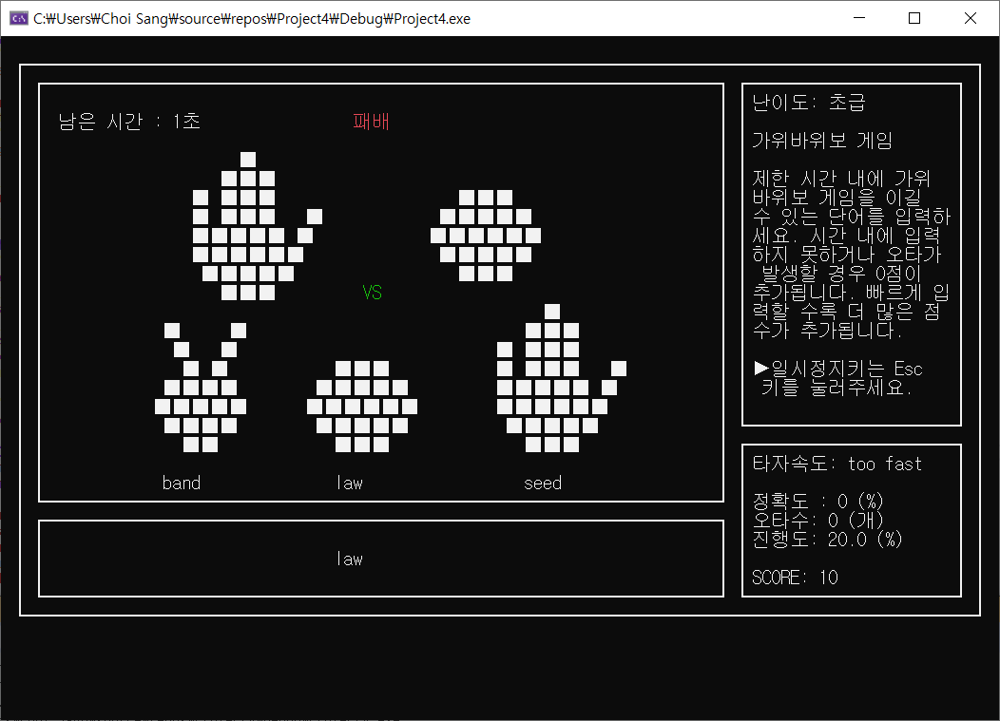 C:₩Users₩Choi Sang₩source₩repos₩Project4₩Debug₩Project4.exe
남은 시간 : 1초
패배
VS
band
law
seed
law
난이도: 초급
가위바위보 게임
제한 시간 내에 가위
바위보 게임을 이길
수 있는 단어를 입력하
세요. 시간 내에 입력
하지 못하거나 오타가
발생할 경우 0점이
추가됩니다. 빠르게 입
력할 수록 더 많은 점
수가 추가됩니다.
▶일시정지키는 Esc
키를 눌러주세요.
타자속도: too fast
정확도 : 0 (%)
오타수: 0 (개)
진행도: 20.0 (%)
SCORE: 10